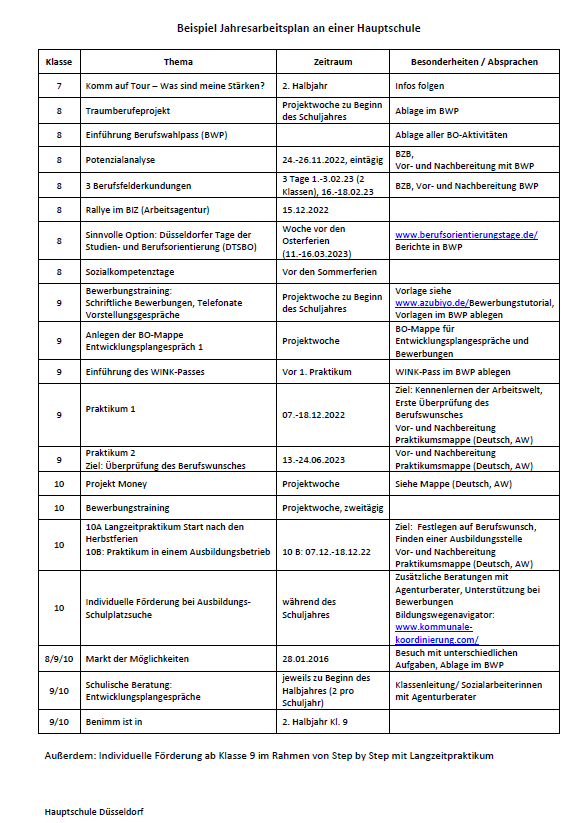 Beispiel Jahresarbeitsplan an einer Hauptschule
Klasse Thema Zeitraum Besonderheiten / Absprachen
7 Komm auf Tour – Was sind meine Stärken? 2. Halbjahr Infos folgen
8 Traumberufeprojekt Projektwoche zu Beginn
des Schuljahres Ablage im BWP
8 Einführung Berufswahlpass (BWP) Ablage aller BO-Aktivitäten
8 Potenzialanalyse 24.-26.11.2022, eintägig BZB,
Vor- und Nachbereitung mit BWP
8 3 Berufsfelderkundungen 3 Tage 1.-3.02.23 (2
Klassen), 16.-18.02.23 BZB, Vor- und Nachbereitung BWP
8 Rallye im BIZ (Arbeitsagentur) 15.12.2022
8 Sinnvolle Option: Düsseldorfer Tage der
Studien- und Berufsorientierung (DTSBO) Woche vor den
Osterferien
(11.-16.03.2023) www.berufsorientierungstage.de/
Berichte in BWP
8 Sozialkompetenztage Vor den Sommerferien
9 Bewerbungstraining:
Schriftliche Bewerbungen, Telefonate
Vorstellungsgespräche Projektwoche zu Beginn
des Schuljahres Vorlage siehe
www.azubiyo.de/Bewerbungstutorial,
Vorlagen im BWP ablegen
9 Anlegen der BO-Mappe
Entwicklungsplangespräch 1 Projektwoche BO-Mappe für
Entwicklungsplangespräche und
Bewerbungen
9 Einführung des WINK-Passes Vor 1. Praktikum WINK-Pass im BWP ablegen
9 Praktikum 1 07.-18.12.2022 Ziel: Kennenlernen der Arbeitswelt,
Erste Überprüfung des
Berufswunsches
Vor- und Nachbereitung
Praktikumsmappe (Deutsch, AW)
9 Praktikum 2
Ziel: Überprüfung des Berufswunsches 13.-24.06.2023 Vor- und Nachbereitung
Praktikumsmappe (Deutsch, AW)
10 Projekt Money Projektwoche Siehe Mappe (Deutsch, AW)
10 Bewerbungstraining Projektwoche, zweitägig
10 10A Langzeitpraktikum Start nach den
Herbstferien
10B: Praktikum in einem Ausbildungsbetrieb 10 B: 07.12.-18.12.22 Ziel: Festlegen auf Berufswunsch,
Finden einer Ausbildungsstelle
Vor- und Nachbereitung
Praktikumsmappe (Deutsch, AW)
10 Individuelle Förderung bei Ausbildungs-
Schulplatzsuche während des
Schuljahres Zusätzliche Beratungen mit
Agenturberater, Unterstützung bei
Bewerbungen
Bildungswegenavigator:
www.kommunale-
koordinierung.com/
8/9/10 Markt der Möglichkeiten 28.01.2016 Besuch mit unterschiedlichen
Aufgaben, Ablage im BWP
9/10 Schulische Beratung:
Entwicklungsplangespräche jeweils zu Beginn des
Halbjahres (2 pro
Schuljahr) Klassenleitung/ Sozialarbeiterinnen
mit Agenturberater
9/10 Benimm ist in 2. Halbjahr Kl. 9
Außerdem: Individuelle Förderung ab Klasse 9 im Rahmen von Step by Step mit Langzeitpraktikum
Hauptschule Düsseldorf